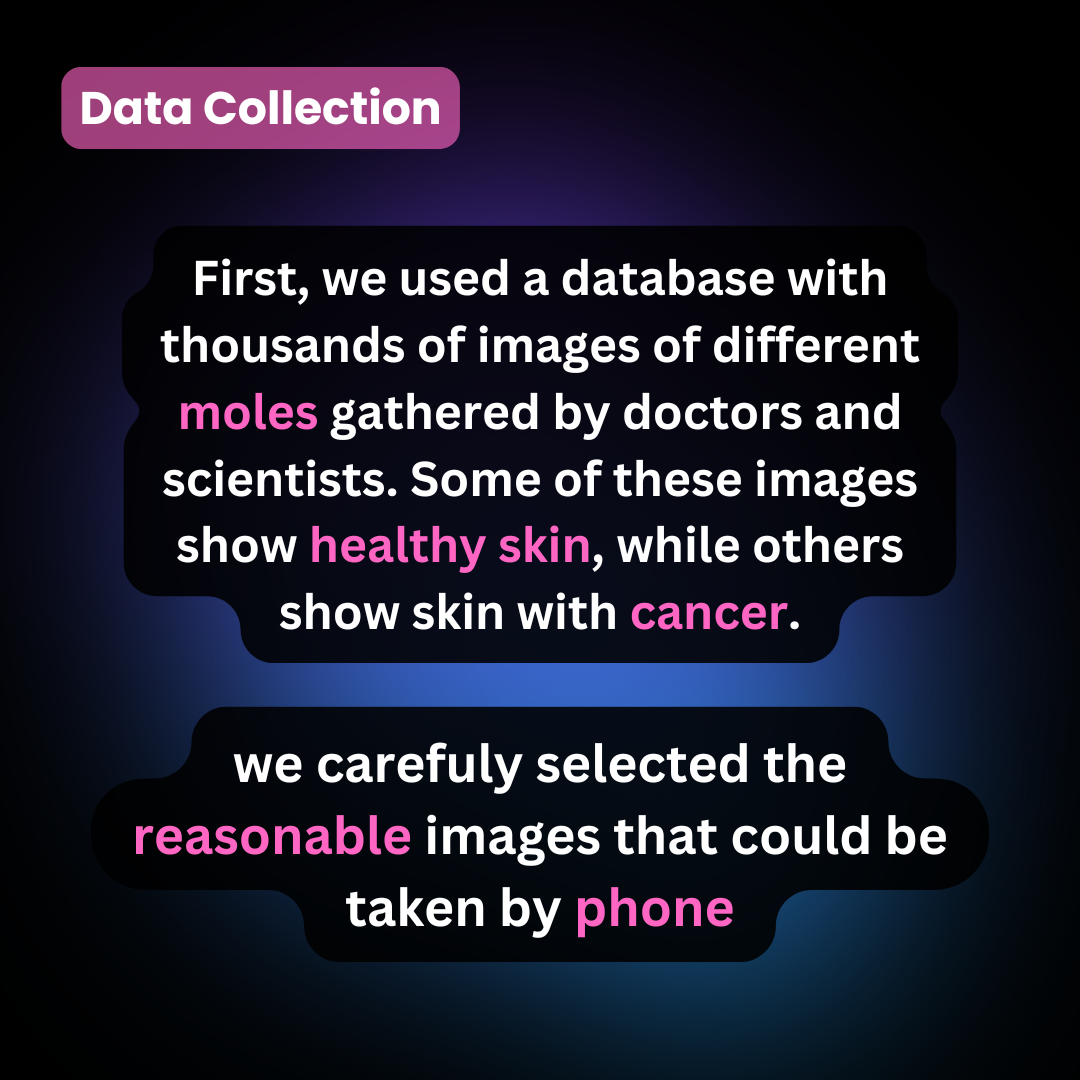 Data Collection
First, we used a database with
thousands of images of different
moles gathered by doctors and
scientists. Some of these images
show healthy skin, while others
show skin with cancer.
we carefuly selected the
reasonable images that could be
taken by phone